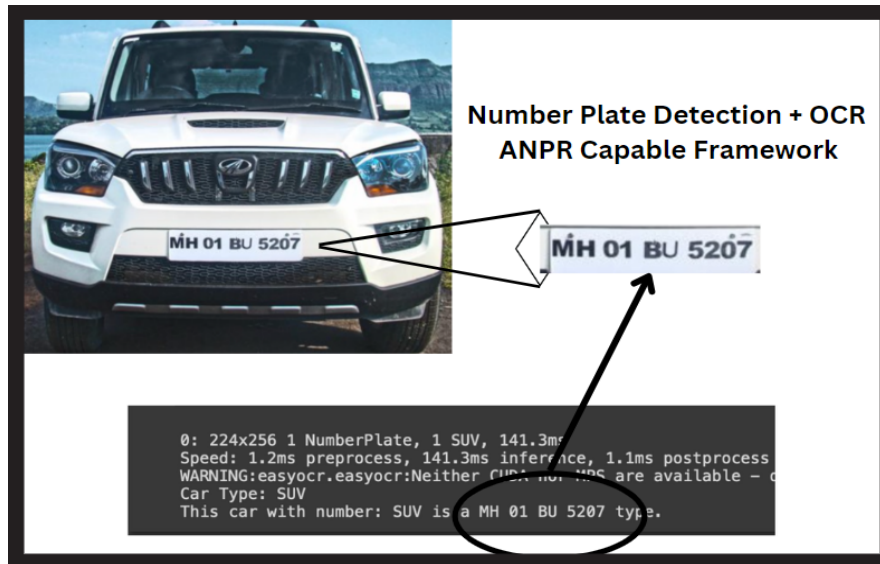 Number Plate Detection + OCR
ANPR Capable Framework
MH 01 BU 5207
MH 01 BU 5207
0: 224x256 1 NumberPlate, 1 SUV, 141.3ms
Speed: 1.2ms preprocess, 141.3ms inference, 1.1ms postprocess
WARNING:easyocr.easyocr:Neither CUDA nor MPS are available –
Car Type: SUV
This car with number: SUV is a MH 01 BU 5207 type.